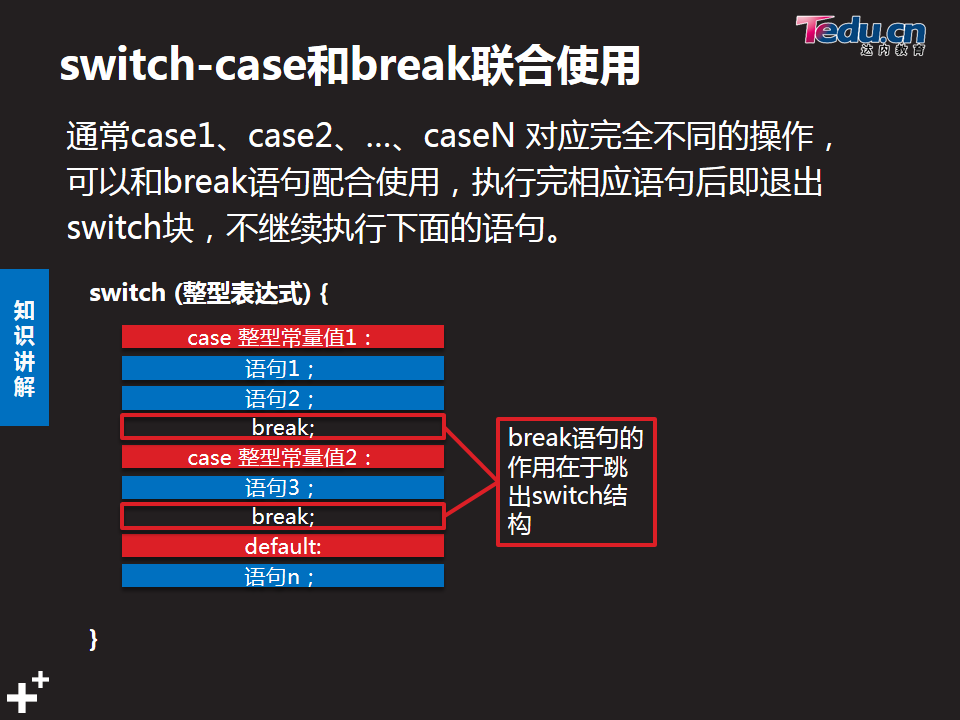 Tedu.cn
达内教育
switch-case和break联合使用
通常case1、case2、…、caseN 对应完全不同的操作，
可以和break语句配合使用，执行完相应语句后即退出
switch块，不继续执行下面的语句。
知
识
讲
解
switch (整型表达式) {
case 整型常量值1：
语句1；
语句2；
break;
case 整型常量值2：
语句3；
break;
default:
语句n；
}
break语句的
作用在于跳
出switch结
构